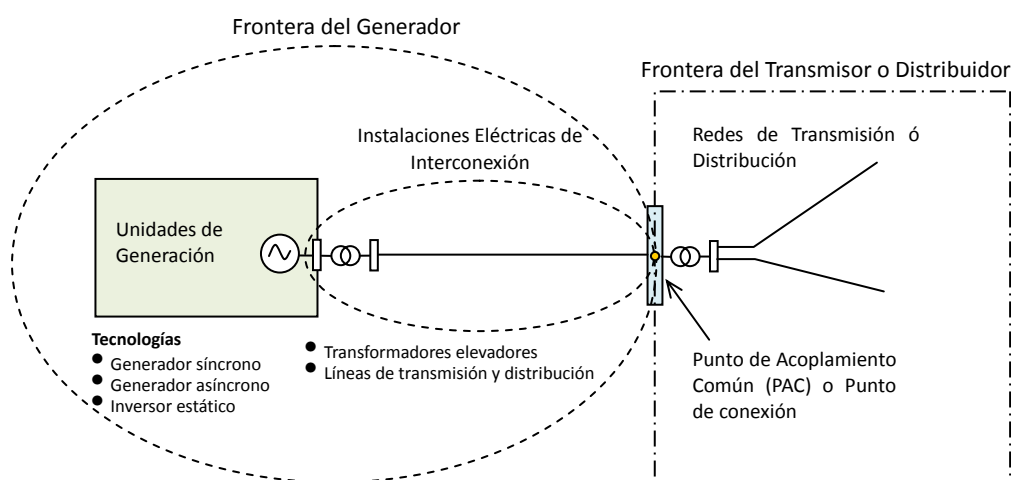 Frontera del Generador
Frontera del Transmisor o Distribuidor
Instalaciones Eléctricas de
Interconexión
Redes de Transmisión ó
Distribución
Unidades de
Generación
Tecnologías
● Generador síncrono
● Generador asíncrono
● Inversor estático
● Transformadores elevadores
● Líneas de transmisión y distribución
Punto de Acoplamiento
Común (PAC) o Punto
de conexión